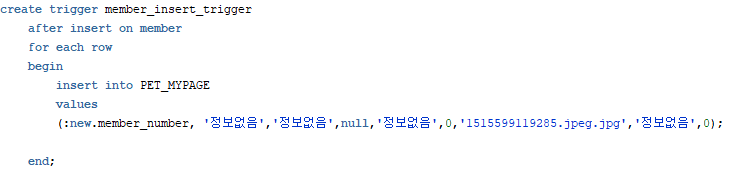 create trigger member_insert_trigger
after insert on member
for each row
begin
insert into PET_MYPAGE
values
(:new.member_number, '정보없음','정보없음',null,'정보없음',0,'1515599119285.jpeg.jpg','정보없음',0);
end;